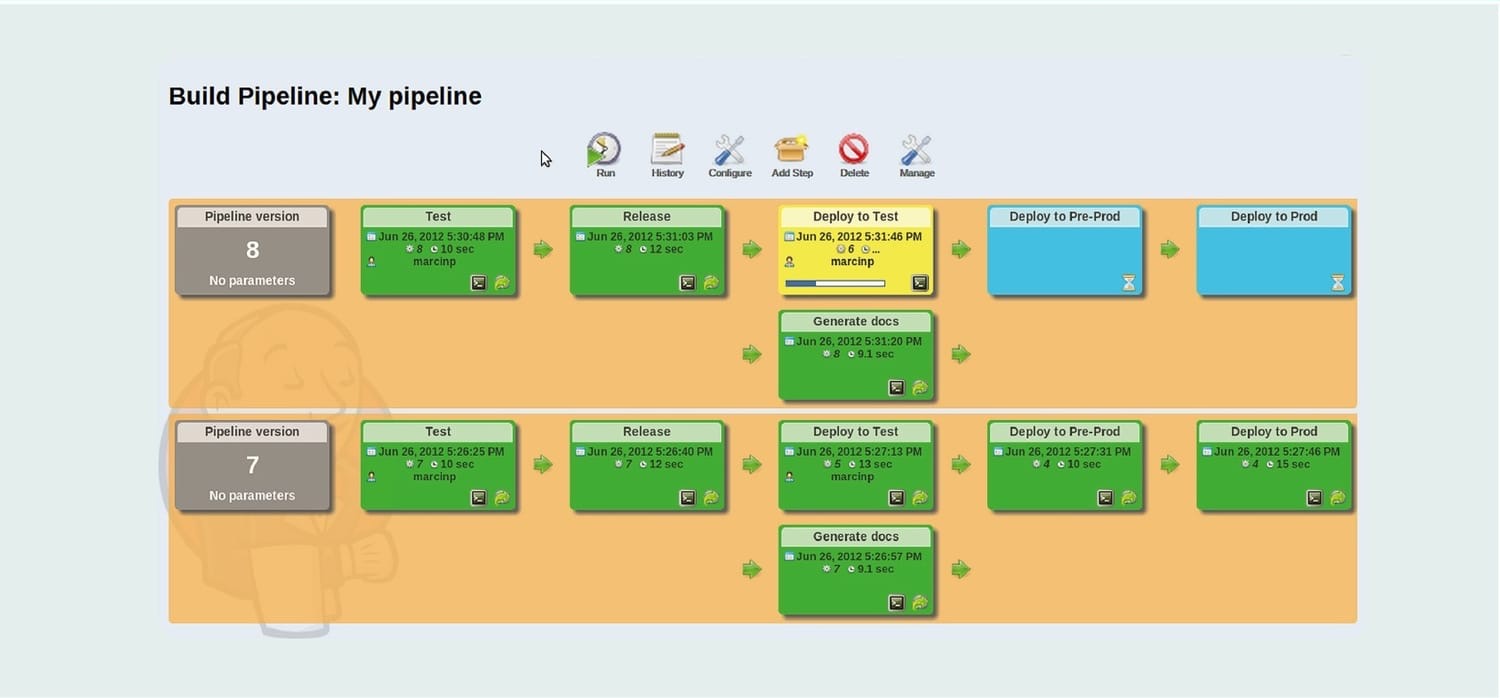 Build Pipeline: My pipeline
Run History Configure Add Step Delete Manage
Pipeline version
8
No parameters
Test
Jun 26, 2012 5:30:48 PM
8 10 sec
marcinp
Release
Jun 26, 2012 5:31:03 PM
8 12 sec
Deploy to Test
Jun 26, 2012 5:31:46 PM
6 ...
marcinp
Deploy to Pre-Prod
Deploy to Prod
Generate docs
Jun 26, 2012 5:31:20 PM
8 9.1 sec
Pipeline version
7
No parameters
Test
Jun 26, 2012 5:26:25 PM
7 10 sec
marcinp
Release
Jun 26, 2012 5:26:40 PM
7 12 sec
Deploy to Test
Jun 26, 2012 5:27:13 PM
5 13 sec
marcinp
Deploy to Pre-Prod
Jun 26, 2012 5:27:31 PM
4 10 sec
Deploy to Prod
Jun 26, 2012 5:27:46 PM
4 15 sec
Generate docs
Jun 26, 2012 5:26:57 PM
7 9.1 sec